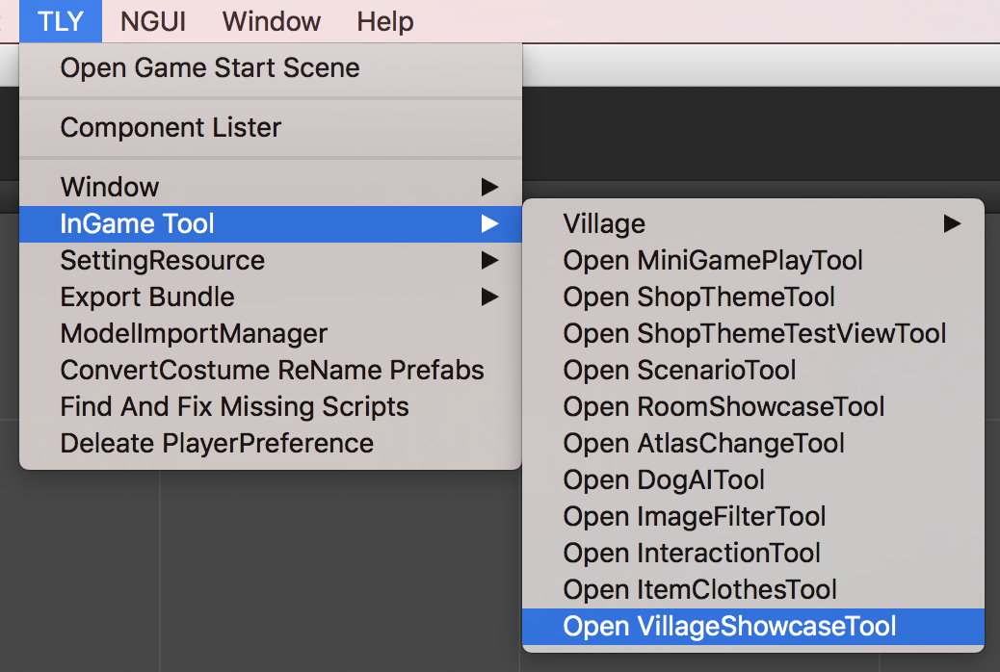 TLY NGUI Window Help
Open Game Start Scene
Component Lister
Window
InGame Tool
SettingResource
Export Bundle
ModelImportManager
ConvertCostume ReName Prefabs
Find And Fix Missing Scripts
Deleate PlayerPreference
Village
Open MiniGamePlayTool
Open ShopThemeTool
Open ShopThemeTestViewTool
Open ScenarioTool
Open RoomShowcaseTool
Open AtlasChangeTool
Open DogAITool
Open ImageFilterTool
Open InteractionTool
Open ItemClothesTool
Open VillageShowcaseTool